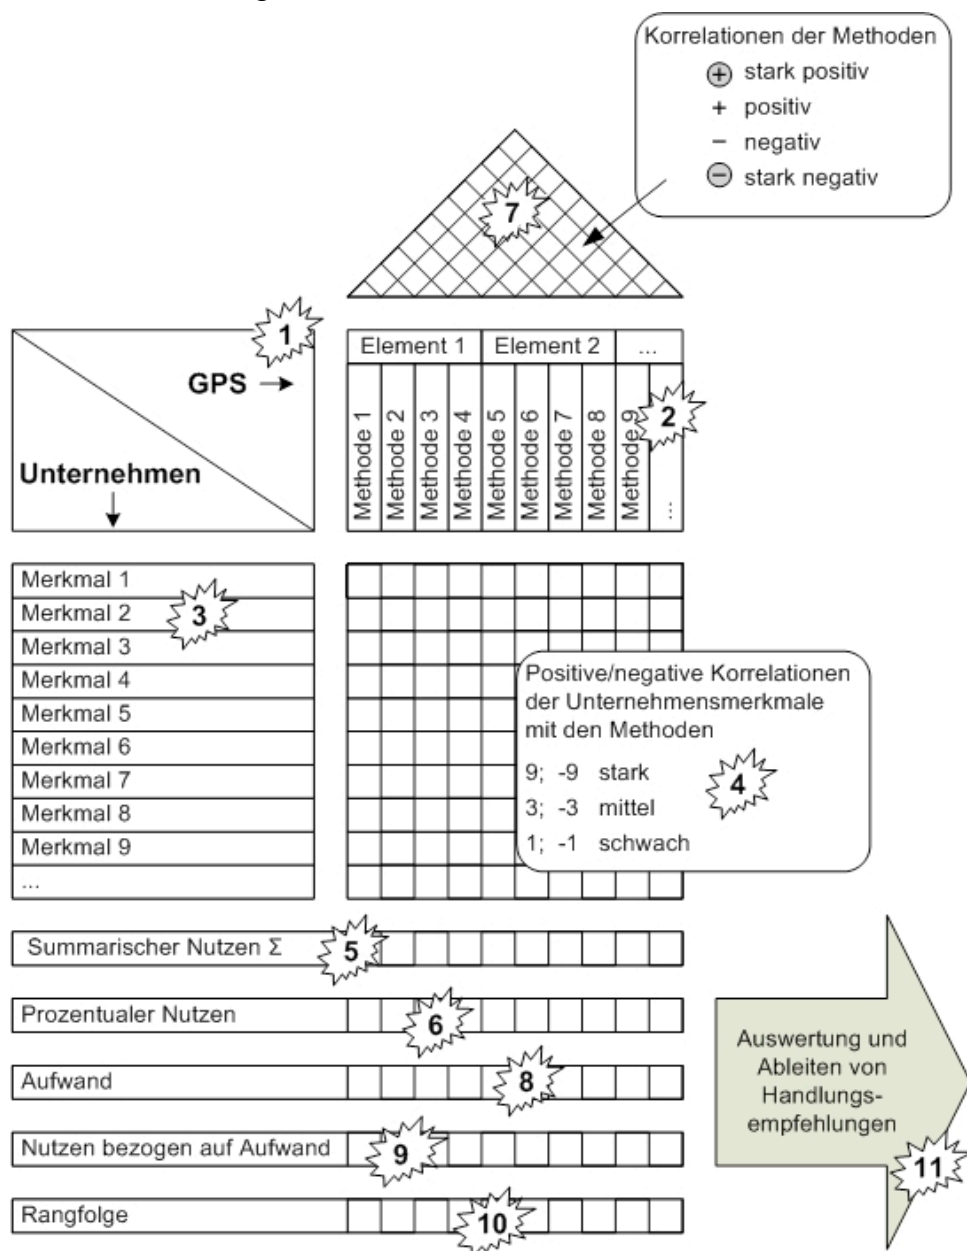 Korrelationen der Methoden
+ stark positiv
+ positiv
− negativ
− stark negativ
7
1
GPS →
Unternehmen
Element 1 Element 2 ...
Methode 1 Methode 2 Methode 3 Methode 4 Methode 5 Methode 6 Methode 7 Methode 8 Methode 9 ...
2
Merkmal 1
Merkmal 2
3
Merkmal 3
Merkmal 4
Merkmal 5
Merkmal 6
Merkmal 7
Merkmal 8
Merkmal 9
...
Positive/negative Korrelationen
der Unternehmensmerkmale
mit den Methoden
9; -9 stark
3; -3 mittel
1; -1 schwach
4
Summarischer Nutzen Σ
5
Prozentualer Nutzen
6
Aufwand
8
Nutzen bezogen auf Aufwand
9
Rangfolge
10
Auswertung und
Ableiten von
Handlungs-
empfehlungen
11